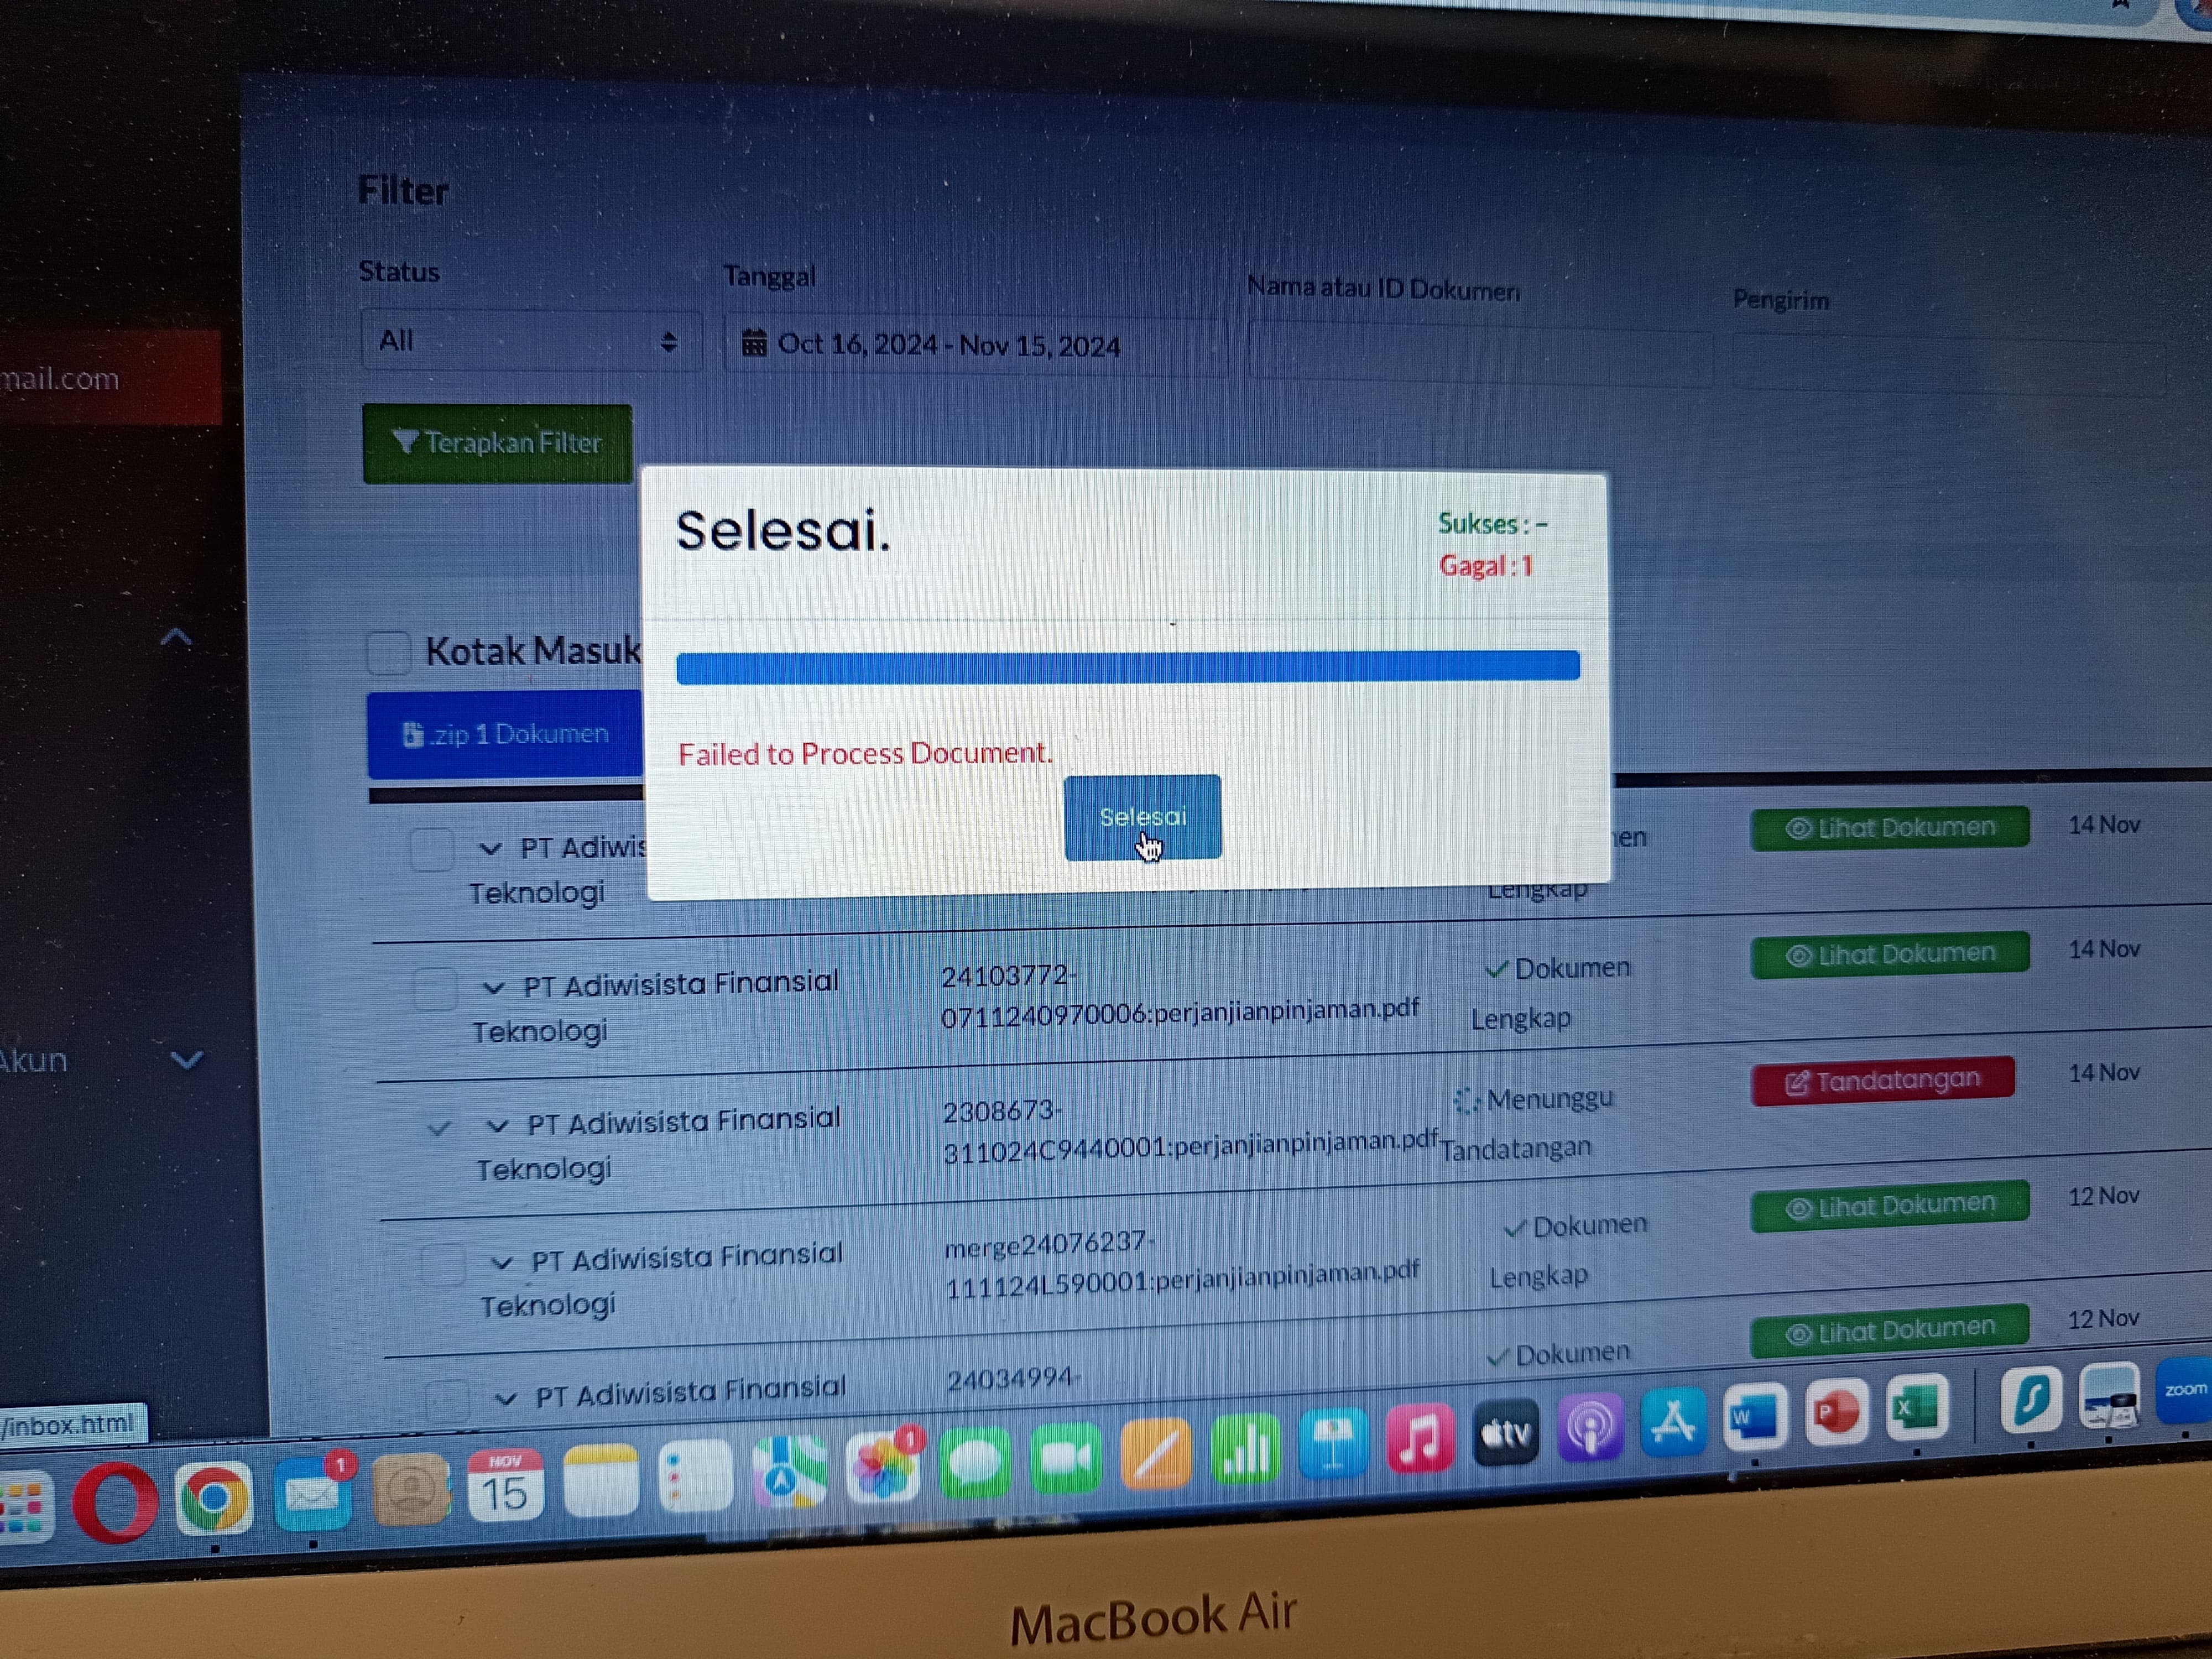 Filter
Status
Tanggal
Nama atau ID Dokumen
Pengirim
All
Oct 16, 2024 - Nov 15, 2024
mail.com
Terapkan Filter
Selesai.
Sukses : -
Gagal : 1
Kotak Masuk
.zip 1 Dokumen
Failed to Process Document.
Selesai
PT Adiwis
Teknologi
Lengkap
Lihat Dokumen
14 Nov
PT Adiwisista Finansial
Teknologi
24103772-
0711240970006:perjanjianpinjaman.pdf
Dokumen
Lengkap
Lihat Dokumen
14 Nov
PT Adiwisista Finansial
Teknologi
2308673-
311024C9440001:perjanjianpinjaman.pdf
Menunggu
Tandatangan
Tandatangan
14 Nov
Akun
PT Adiwisista Finansial
Teknologi
merge24076237-
111124L590001:perjanjianpinjaman.pdf
Dokumen
Lengkap
Lihat Dokumen
12 Nov
PT Adiwisista Finansial
24034994-
Dokumen
Lihat Dokumen
12 Nov
/inbox.html
1
NOV
15
1
tv
W
P
X
zoom
MacBook Air